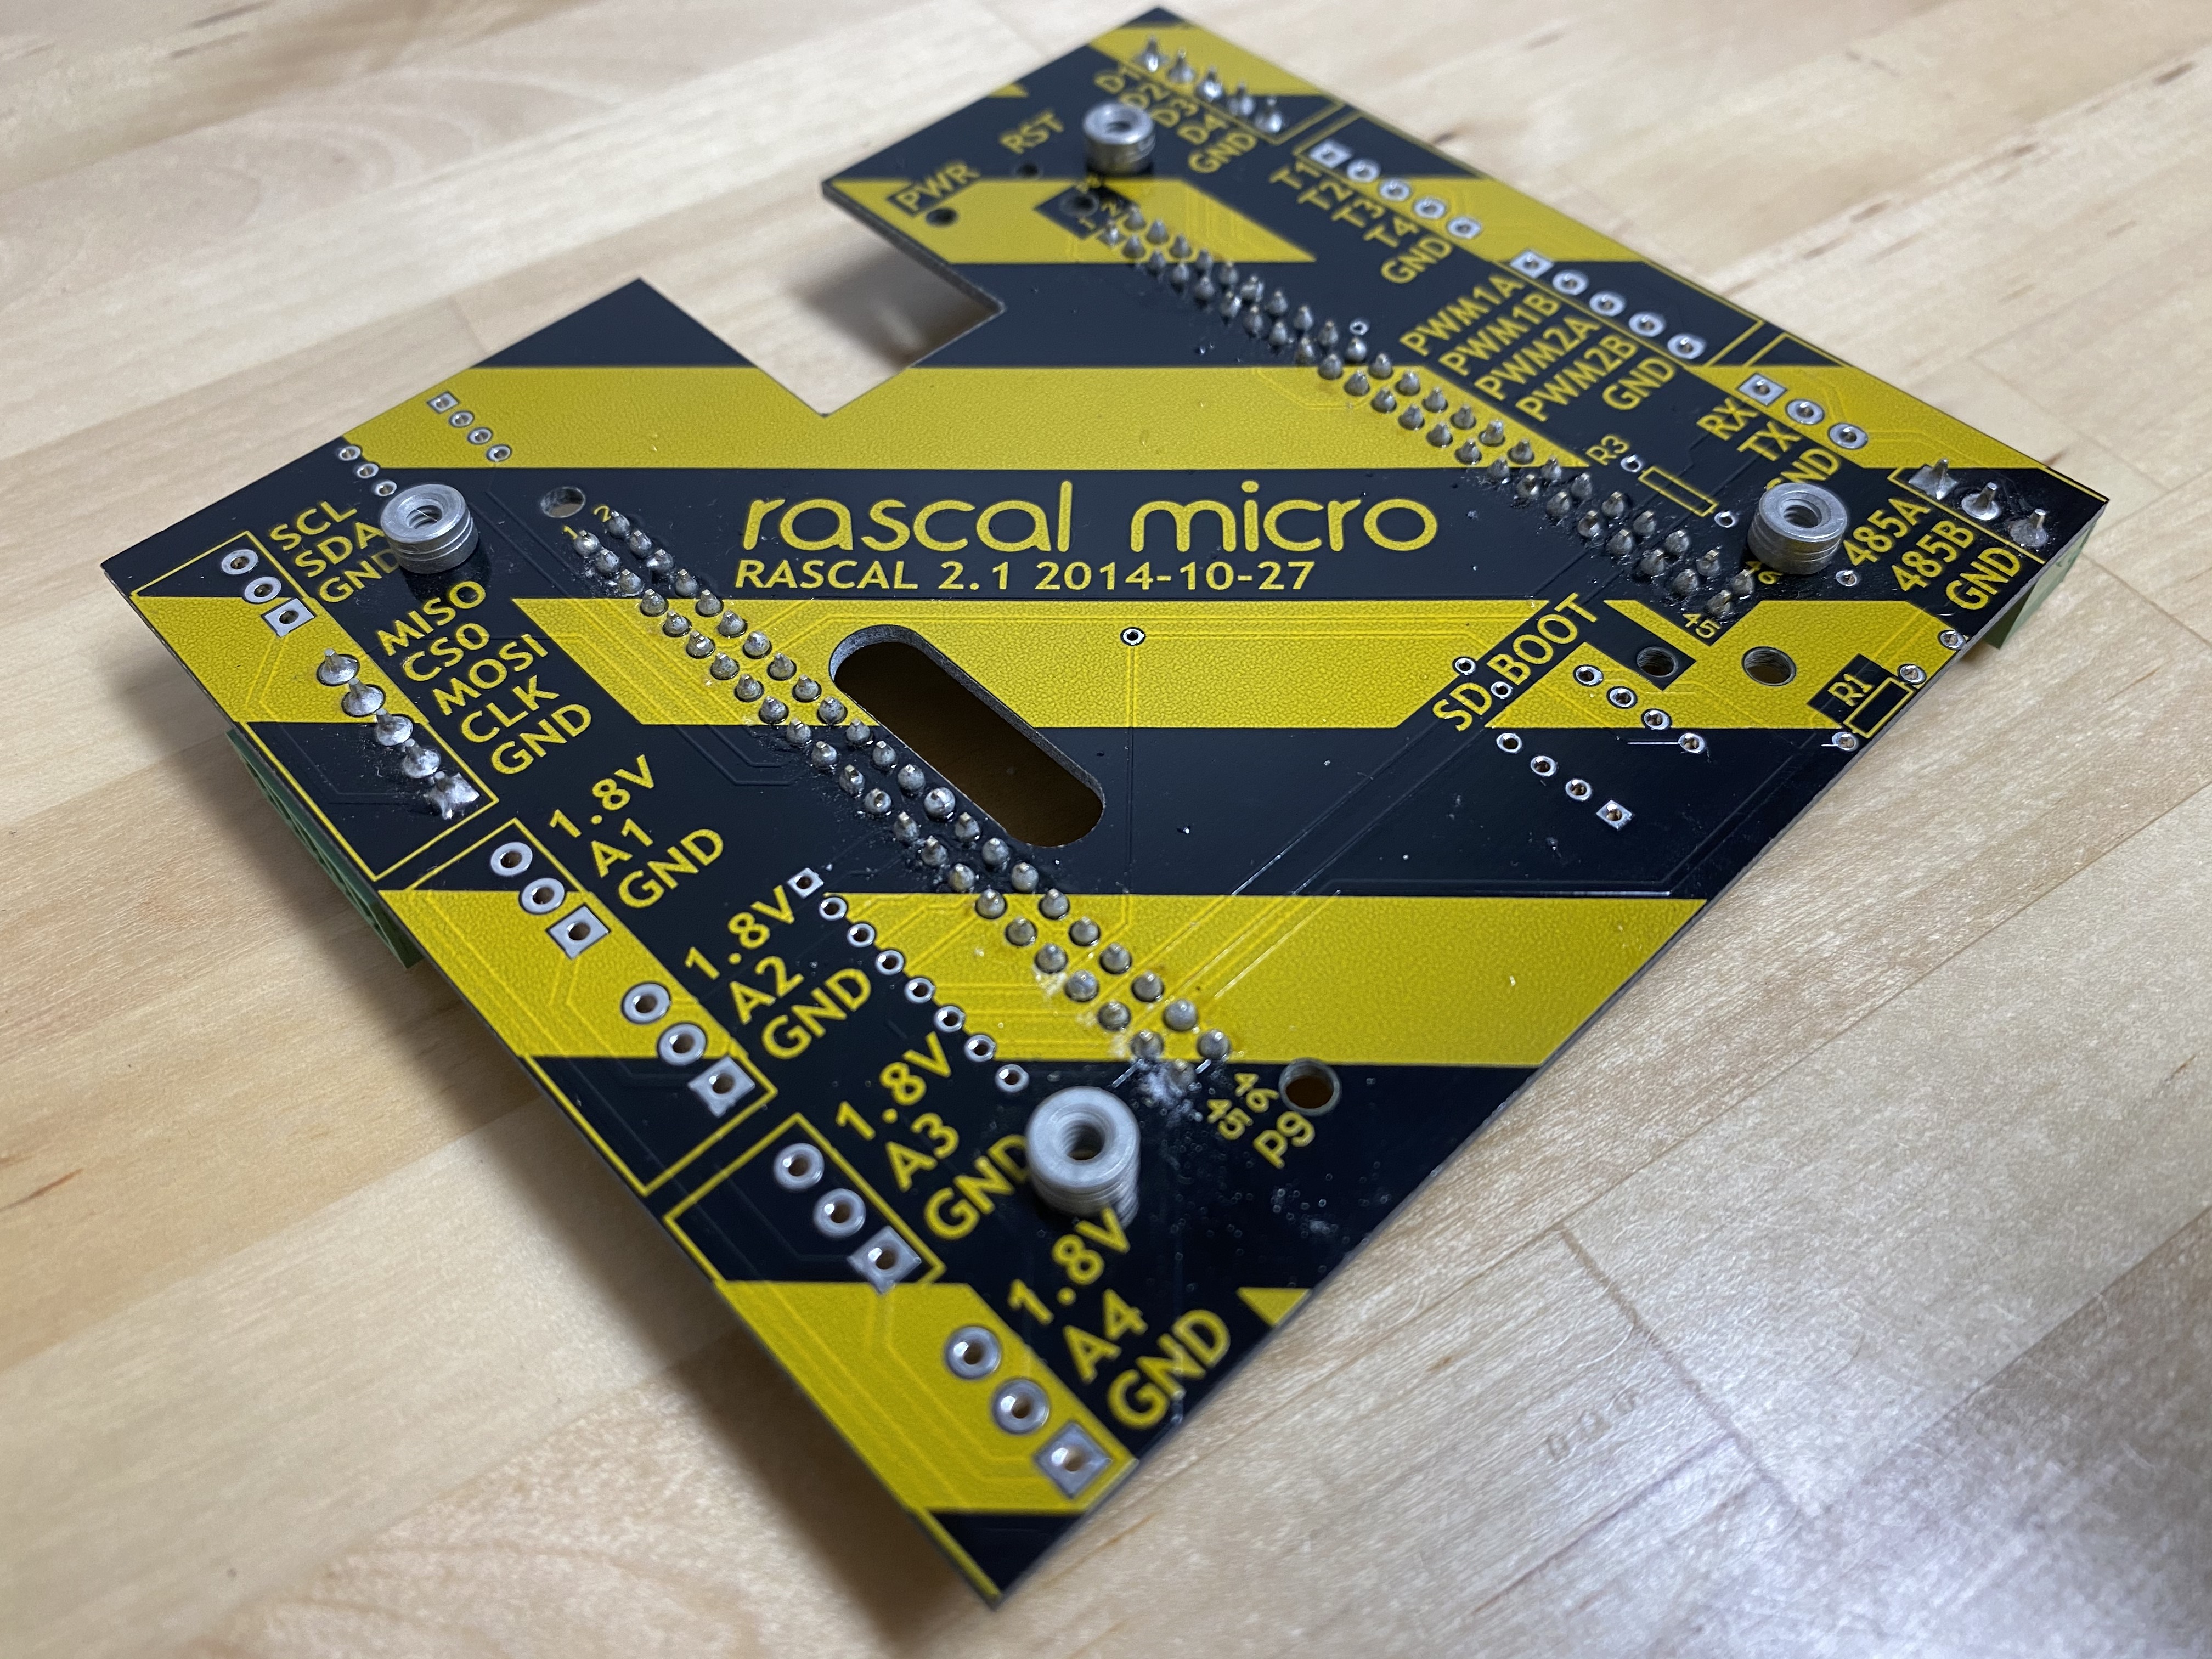 D1
D2
D3
D4
GND
RST
PWR
T1
T2
T3
T4
GND
1 2
PWM1A
PWM1B
PWM2A
PWM2B
GND
RX
TX
GND
R3
485A
485B
GND
46
45
rascal micro
RASCAL 2.1 2014-10-27
SD BOOT
R1
1 2
SCL
SDA
GND
MISO
CS0
MOSI
CLK
GND
1.8V
A1
GND
1.8V
A2
GND
1.8V
A3
GND
46
45
P9
1.8V
A4
GND